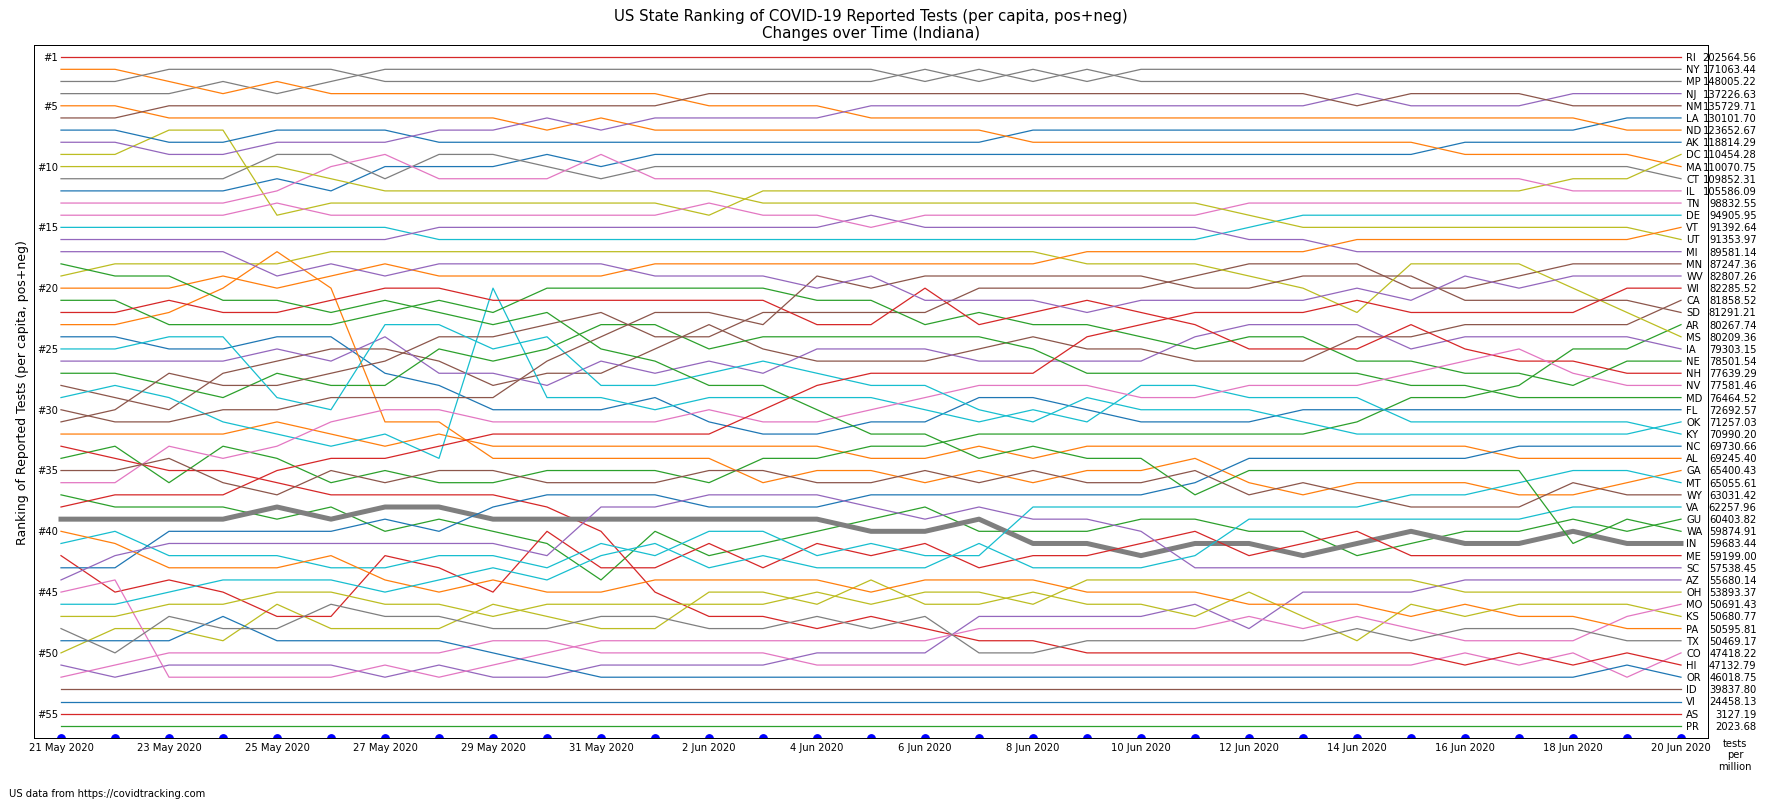 US State Ranking of COVID-19 Reported Tests (per capita, pos+neg)
Changes over Time (Indiana)
Ranking of Reported Tests (per capita, pos+neg)
#1
#5
#10
#15
#20
#25
#30
#35
#40
#45
#50
#55
RI 202564.56
NY 171063.44
MP 148005.22
NJ 137226.63
NM 135729.71
LA 130101.70
ND 123652.67
AK 118814.29
DC 110454.28
MA 110070.75
CT 109852.31
IL 105586.09
TN 98832.55
DE 94905.95
VT 91392.64
UT 91353.97
MI 89581.14
MN 87247.36
WV 82807.26
WI 82285.52
CA 81858.52
SD 81291.21
AR 80267.74
MS 80209.36
IA 79303.15
NE 78501.54
NH 77639.29
NV 77581.46
MD 76464.52
FL 72692.57
OK 71257.03
KY 70990.20
NC 69730.66
AL 69245.40
GA 65400.43
MT 65055.61
WY 63031.42
VA 62257.96
GU 60403.82
WA 59874.91
IN 59683.44
ME 59199.00
SC 57538.45
AZ 55680.14
OH 53893.37
MO 50691.43
KS 50680.77
PA 50595.81
TX 50469.17
CO 47418.22
HI 47132.79
OR 46018.75
ID 39837.80
VI 24458.13
AS 3127.19
PR 2023.68
21 May 2020 23 May 2020 25 May 2020 27 May 2020 29 May 2020 31 May 2020 2 Jun 2020 4 Jun 2020 6 Jun 2020 8 Jun 2020 10 Jun 2020 12 Jun 2020 14 Jun 2020 16 Jun 2020 18 Jun 2020 20 Jun 2020
tests
per
million
US data from https://covidtracking.com